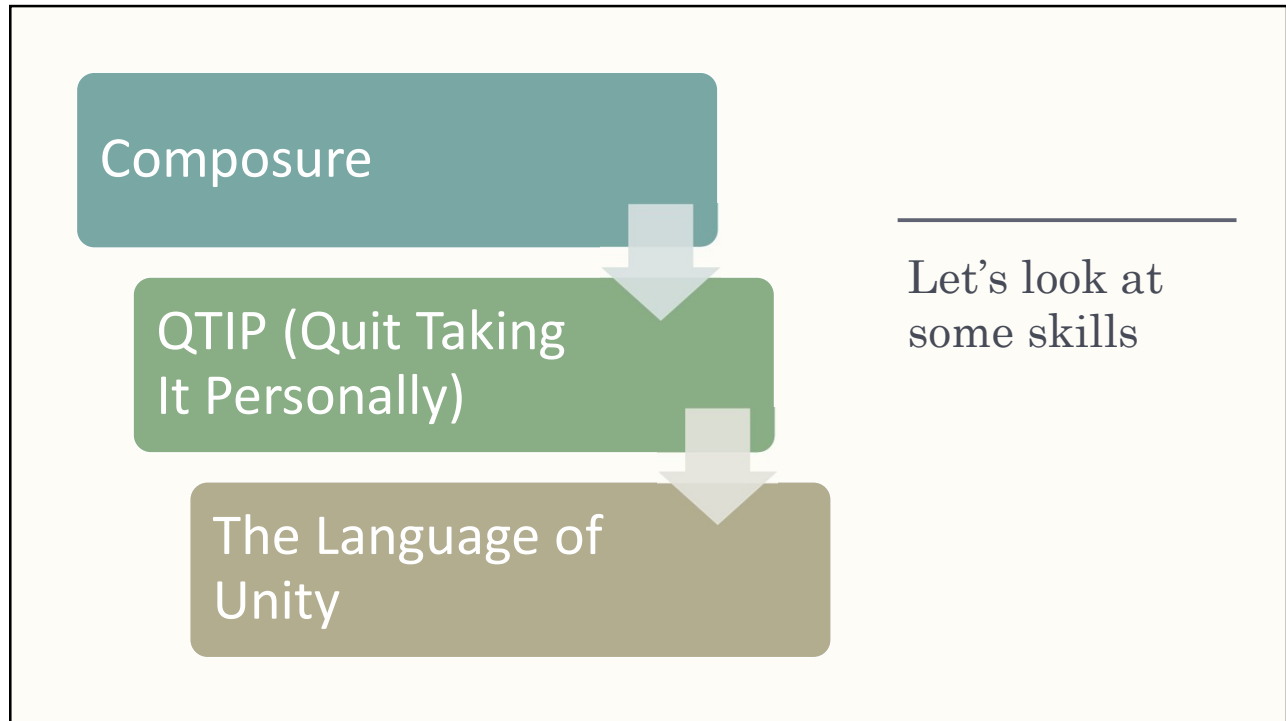 Composure
QTIP (Quit Taking
It Personally)
The Language of
Unity
Let’s look at
some skills